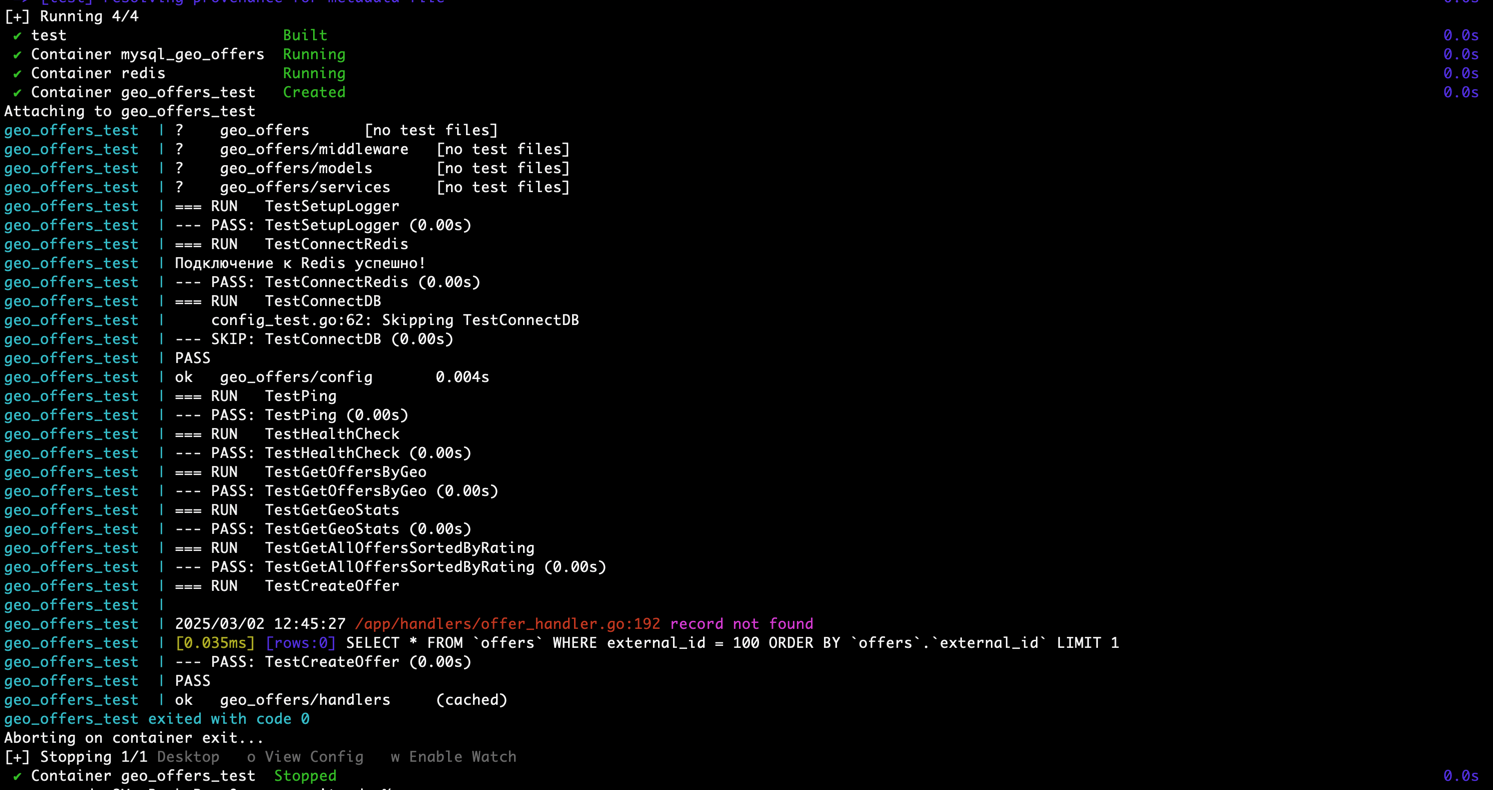 [test] resolving provenance for metadata file 0.0s
[+] Running 4/4
✔ test Built 0.0s
✔ Container mysql_geo_offers Running 0.0s
✔ Container redis Running 0.0s
✔ Container geo_offers_test Created 0.0s
Attaching to geo_offers_test
geo_offers_test | ? geo_offers [no test files]
geo_offers_test | ? geo_offers/middleware [no test files]
geo_offers_test | ? geo_offers/models [no test files]
geo_offers_test | ? geo_offers/services [no test files]
geo_offers_test | === RUN TestSetupLogger
geo_offers_test | --- PASS: TestSetupLogger (0.00s)
geo_offers_test | === RUN TestConnectRedis
geo_offers_test | Подключение к Redis успешно!
geo_offers_test | --- PASS: TestConnectRedis (0.00s)
geo_offers_test | === RUN TestConnectDB
geo_offers_test | config_test.go:62: Skipping TestConnectDB
geo_offers_test | --- SKIP: TestConnectDB (0.00s)
geo_offers_test | PASS
geo_offers_test | ok geo_offers/config 0.004s
geo_offers_test | === RUN TestPing
geo_offers_test | --- PASS: TestPing (0.00s)
geo_offers_test | === RUN TestHealthCheck
geo_offers_test | --- PASS: TestHealthCheck (0.00s)
geo_offers_test | === RUN TestGetOffersByGeo
geo_offers_test | --- PASS: TestGetOffersByGeo (0.00s)
geo_offers_test | === RUN TestGetGeoStats
geo_offers_test | --- PASS: TestGetGeoStats (0.00s)
geo_offers_test | === RUN TestGetAllOffersSortedByRating
geo_offers_test | --- PASS: TestGetAllOffersSortedByRating (0.00s)
geo_offers_test | === RUN TestCreateOffer
geo_offers_test |
geo_offers_test | 2025/03/02 12:45:27 /app/handlers/offer_handler.go:192 record not found
geo_offers_test | [0.035ms] [rows:0] SELECT * FROM `offers` WHERE external_id = 100 ORDER BY `offers`.`external_id` LIMIT 1
geo_offers_test | --- PASS: TestCreateOffer (0.00s)
geo_offers_test | PASS
geo_offers_test | ok geo_offers/handlers (cached)
geo_offers_test exited with code 0
Aborting on container exit...
[+] Stopping 1/1 Desktop o View Config w Enable Watch
✔ Container geo_offers_test Stopped 0.0s